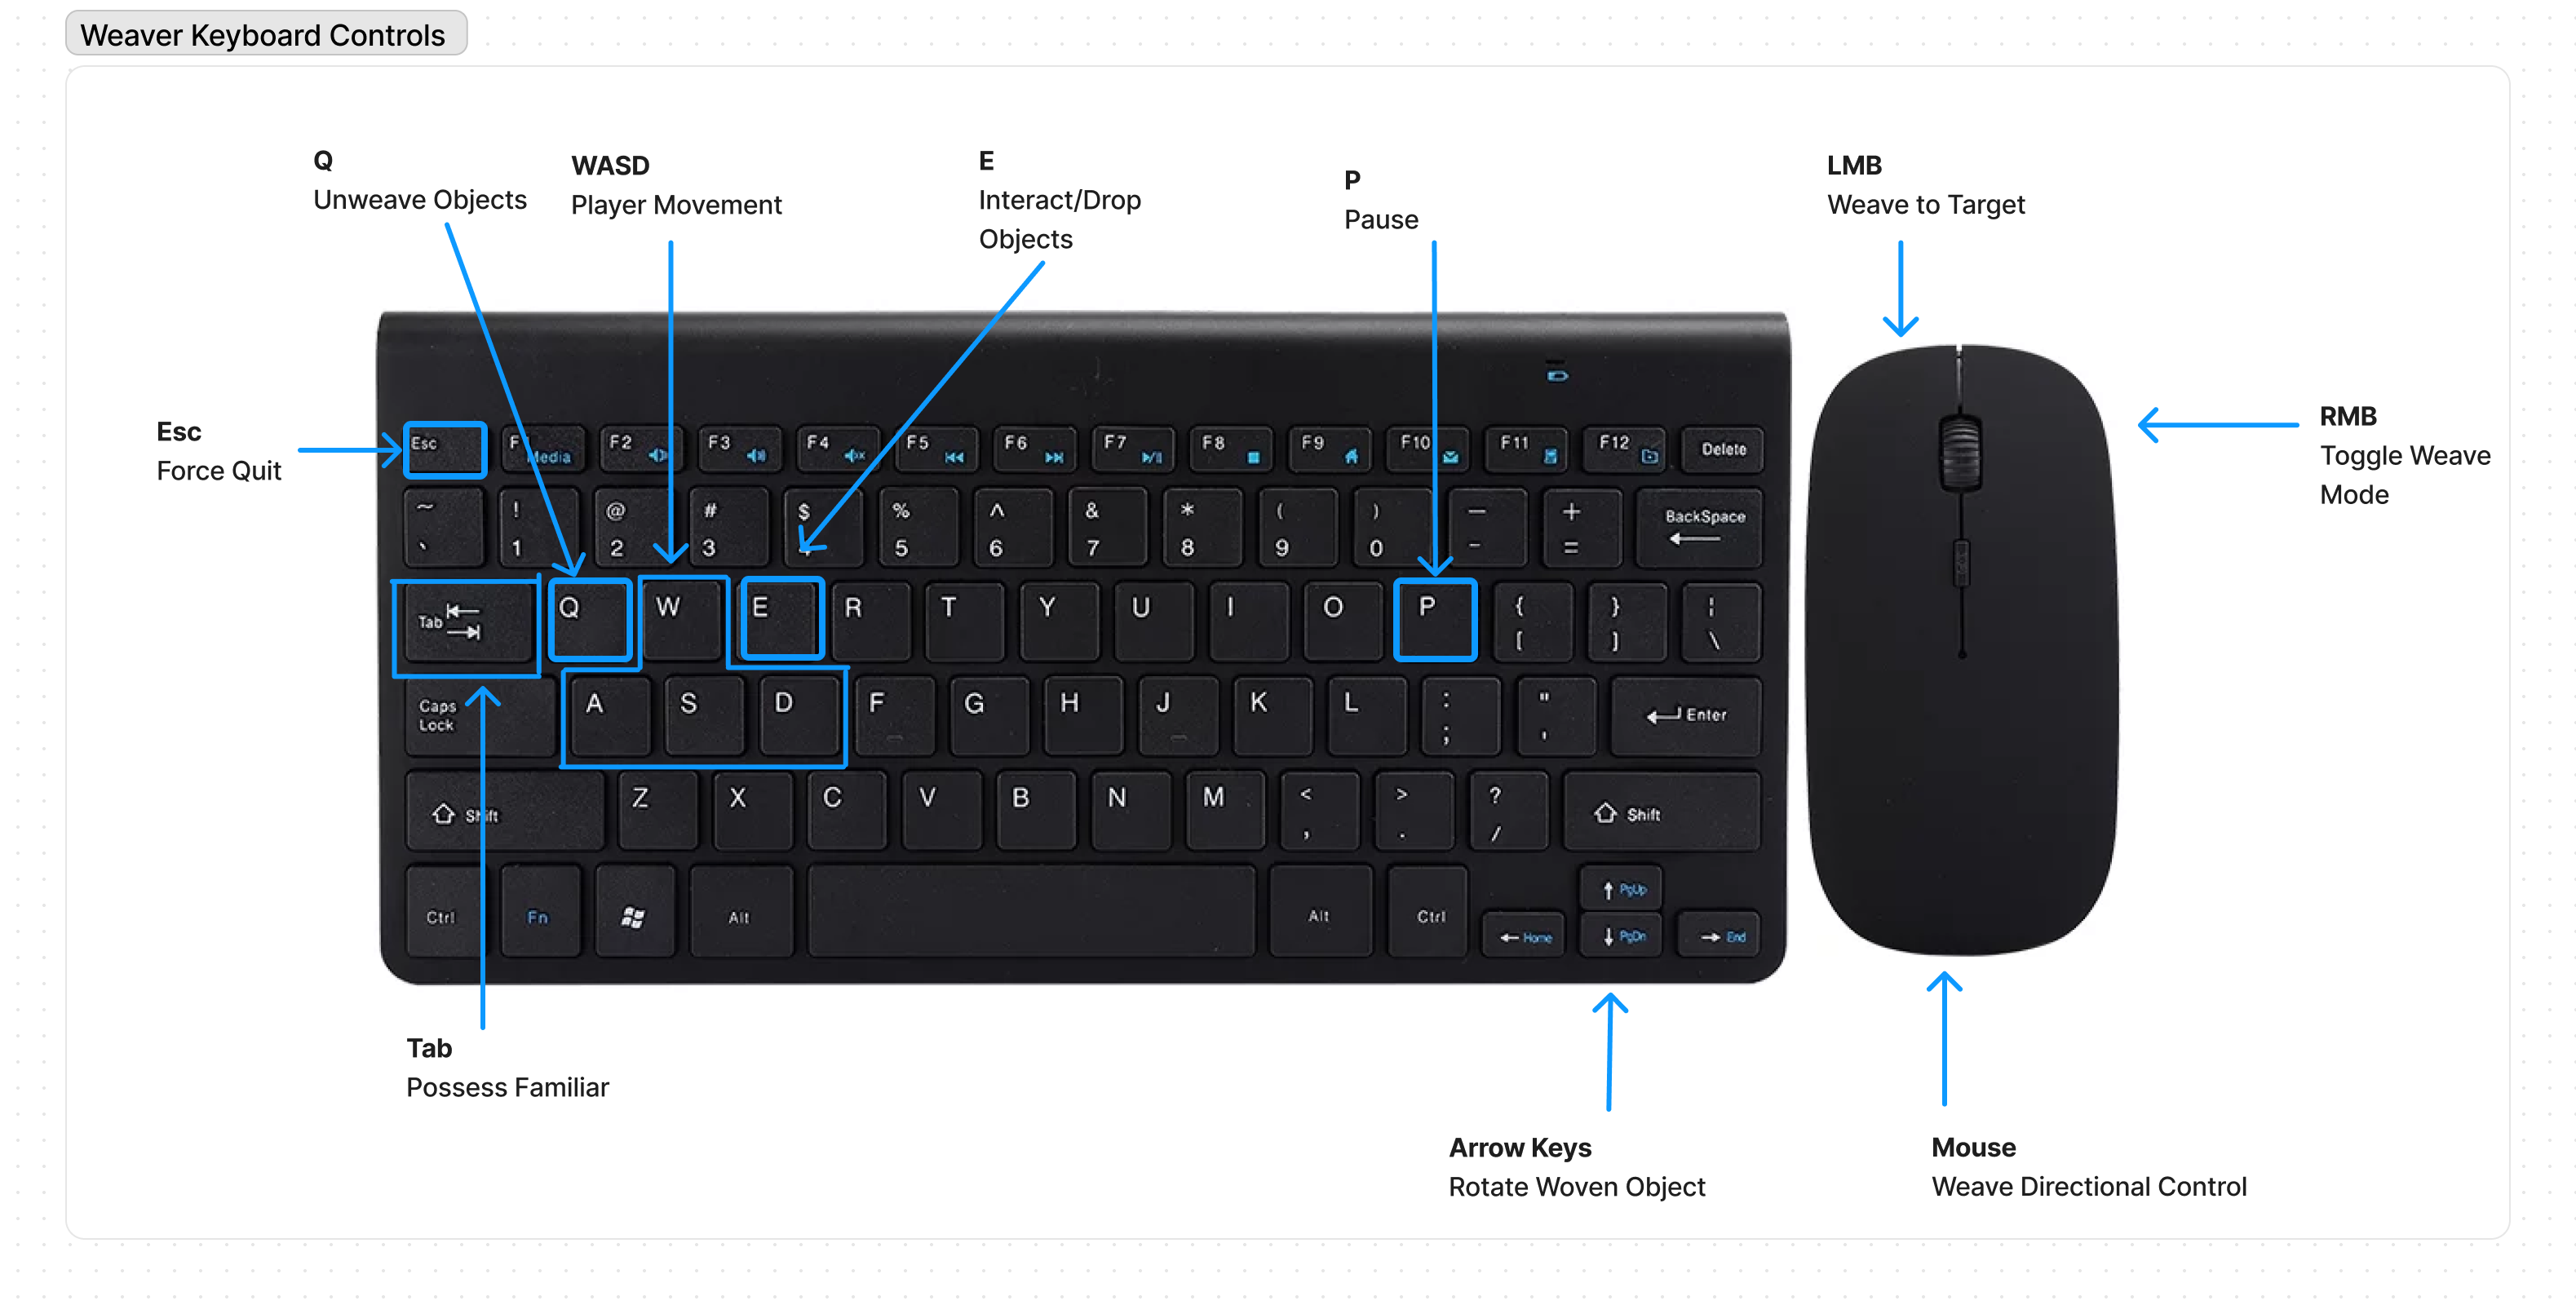 Weaver Keyboard Controls
Q
Unweave Objects
WASD
Player Movement
E
Interact/Drop
Objects
P
Pause
LMB
Weave to Target
RMB
Toggle Weave
Mode
Esc
Force Quit
Esc
Media
F2
F3
F4
F5
F6
F7
F8
F9
F10
F11
F12
Delete
~ `
! 1
@ 2
# 3
$
% 5
^ 6
& 7
* 8
( 9
) 0
— -
+ =
BackSpace
Tab
Q W E R T Y U I O P
{ [
} ]
¦ \
Caps
Lock
A S D F G H J K L
: ;
" '
Enter
Shift
Z X C V B N M
< ,
> .
? /
Shift
Ctrl
Fn
Alt
Alt
Ctrl
← Home
↑ PgUp
↓ PgDn
→ End
Tab
Possess Familiar
Arrow Keys
Rotate Woven Object
Mouse
Weave Directional Control